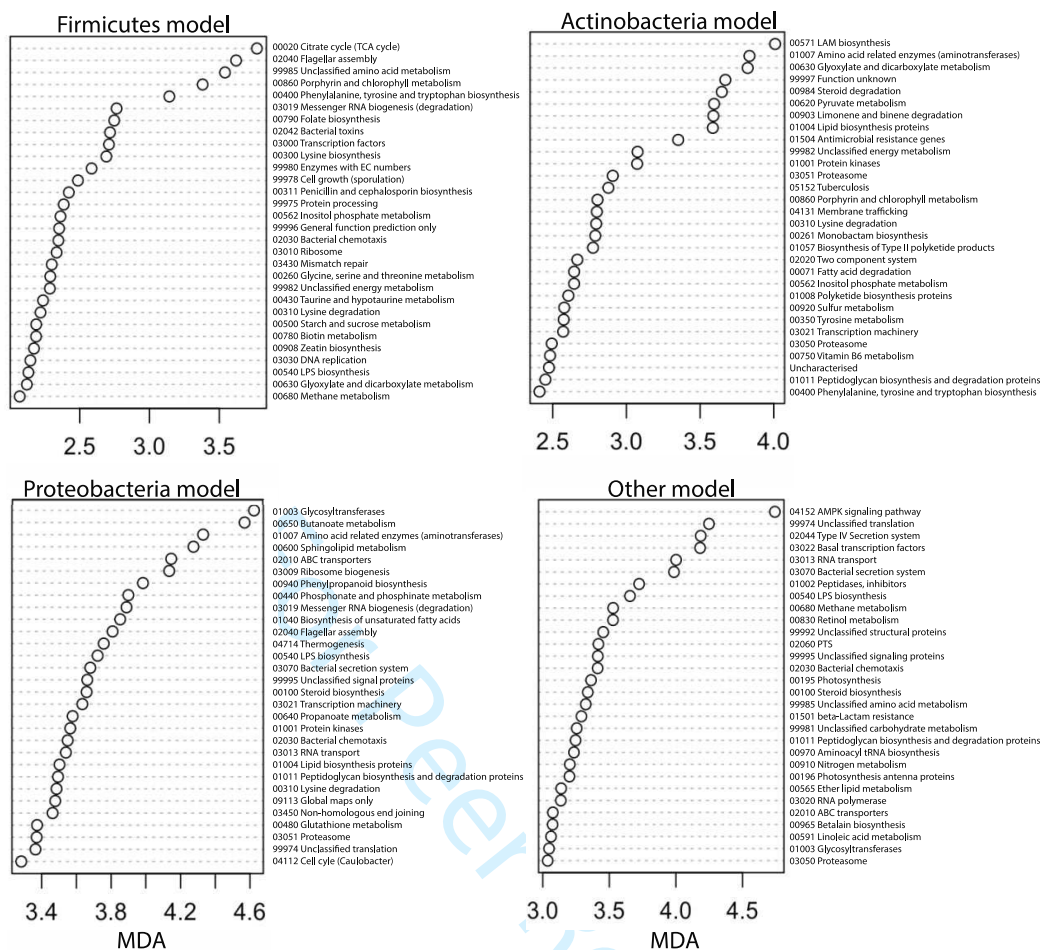 Firmicutes model
00020 Citrate cycle (TCA cycle)
02040 Flagellar assembly
99985 Unclassified amino acid metabolism
00860 Porphyrin and chlorophyll metabolism
00400 Phenylalanine, tyrosine and tryptophan biosynthesis
03019 Messenger RNA biogenesis (degradation)
00790 Folate biosynthesis
02042 Bacterial toxins
03000 Transcription factors
00300 Lysine biosynthesis
99980 Enzymes with EC numbers
99978 Cell growth (sporulation)
00311 Penicillin and cephalosporin biosynthesis
99975 Protein processing
00562 Inositol phosphate metabolism
99996 General function prediction only
02030 Bacterial chemotaxis
03010 Ribosome
03430 Mismatch repair
00260 Glycine, serine and threonine metabolism
99982 Unclassified energy metabolism
00430 Taurine and hypotaurine metabolism
00310 Lysine degradation
00500 Starch and sucrose metabolism
00780 Biotin metabolism
00908 Zeatin biosynthesis
03030 DNA replication
00540 LPS biosynthesis
00630 Glyoxylate and dicarboxylate metabolism
00680 Methane metabolism
2.5 3.0 3.5
Actinobacteria model
00571 LAM biosynthesis
01007 Amino acid related enzymes (aminotransferases)
00630 Glyoxylate and dicarboxylate metabolism
99997 Function unknown
00984 Steroid degradation
00620 Pyruvate metabolism
00903 Limonene and binene degradation
01004 Lipid biosynthesis proteins
01504 Antimicrobial resistance genes
99982 Unclassified energy metabolism
01001 Protein kinases
03051 Proteasome
05152 Tuberculosis
00860 Porphyrin and chlorophyll metabolism
04131 Membrane trafficking
00310 Lysine degradation
00261 Monobactam biosynthesis
01057 Biosynthesis of Type II polyketide products
02020 Two component system
00071 Fatty acid degradation
00562 Inositol phosphate metabolism
01008 Polyketide biosynthesis proteins
00920 Sulfur metabolism
00350 Tyrosine metabolism
03021 Transcription machinery
03050 Proteasome
00750 Vitamin B6 metabolism
Uncharacterised
01011 Peptidoglycan biosynthesis and degradation proteins
00400 Phenylalanine, tyrosine and tryptophan biosynthesis
2.5 3.0 3.5 4.0
Proteobacteria model
01003 Glycosyltransferases
00650 Butanoate metabolism
01007 Amino acid related enzymes (aminotransferases)
00600 Sphingolipid metabolism
02010 ABC transporters
03009 Ribosome biogenesis
00940 Phenylpropanoid biosynthesis
00440 Phosphonate and phosphinate metabolism
03019 Messenger RNA biogenesis (degradation)
01040 Biosynthesis of unsaturated fatty acids
02040 Flagellar assembly
04714 Thermogenesis
00540 LPS biosynthesis
03070 Bacterial secretion system
99995 Unclassified signal proteins
00100 Steroid biosynthesis
03021 Transcription machinery
00640 Propanoate metabolism
01001 Protein kinases
02030 Bacterial chemotaxis
03013 RNA transport
01004 Lipid biosynthesis proteins
01011 Peptidoglycan biosynthesis and degradation proteins
00310 Lysine degradation
09113 Global maps only
03450 Non-homologous end joining
00480 Glutathione metabolism
03051 Proteasome
99974 Unclassified translation
04112 Cell cyle (Caulobacter)
3.4 3.8 4.2 4.6
MDA
Other model
04152 AMPK signaling pathway
99974 Unclassified translation
02044 Type IV Secretion system
03022 Basal transcription factors
03013 RNA transport
03070 Bacterial secretion system
01002 Peptidases, inhibitors
00540 LPS biosynthesis
00680 Methane metabolism
00830 Retinol metabolism
99992 Unclassified structural proteins
02060 PTS
99995 Unclassified signaling proteins
02030 Bacterial chemotaxis
00195 Photosynthesis
00100 Steroid biosynthesis
99985 Unclassified amino acid metabolism
01501 beta-Lactam resistance
99981 Unclassified carbohydrate metabolism
01011 Peptidoglycan biosynthesis and degradation proteins
00970 Aminoacyl tRNA biosynthesis
00910 Nitrogen metabolism
00196 Photosynthesis antenna proteins
00565 Ether lipid metabolism
03020 RNA polymerase
02010 ABC transporters
00965 Betalain biosynthesis
00591 Linoleic acid metabolism
01003 Glycosyltransferases
03050 Proteasome
3.0 3.5 4.0 4.5
MDA
For Peer